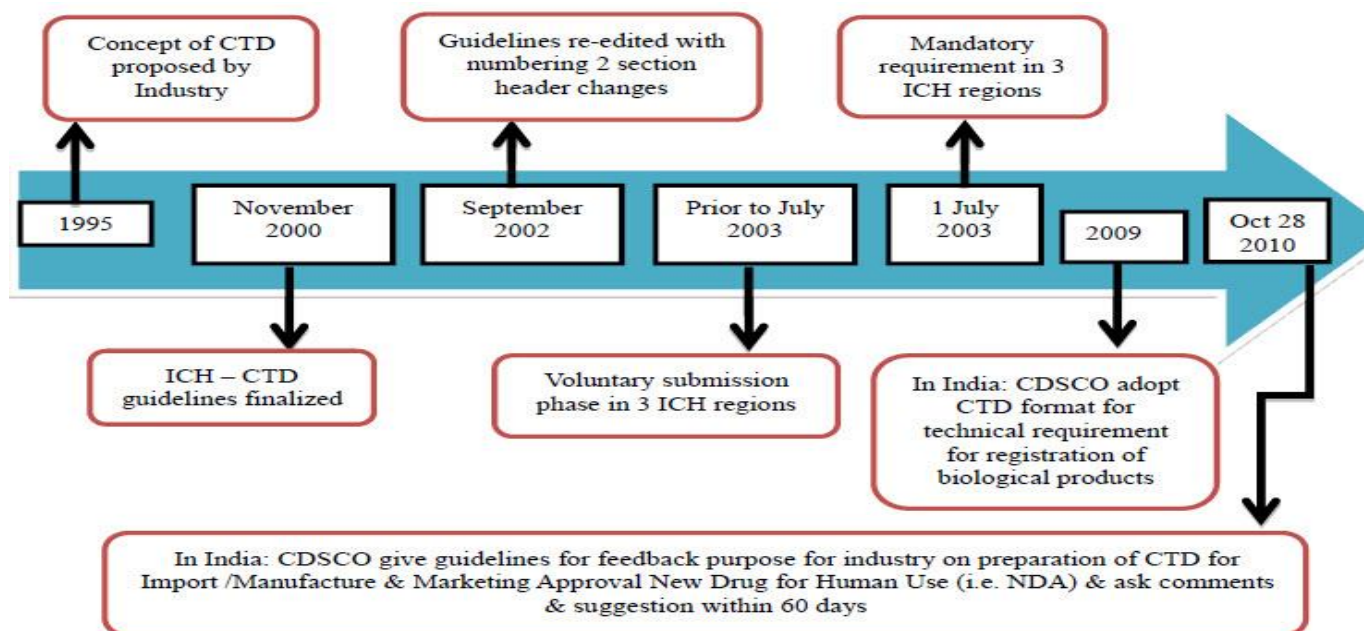 Concept of CTD
proposed by
Industry
Guidelines re-edited with
numbering 2 section
header changes
Mandatory
requirement in 3
ICH regions
1995
November
2000
September
2002
Prior to July
2003
1 July
2003
2009
Oct 28
2010
ICH – CTD
guidelines finalized
Voluntary submission
phase in 3 ICH regions
In India: CDSCO adopt
CTD format for
technical requirement
for registration of
biological products
In India: CDSCO give guidelines for feedback purpose for industry on preparation of CTD for
Import /Manufacture & Marketing Approval New Drug for Human Use (i.e. NDA) & ask comments
& suggestion within 60 days